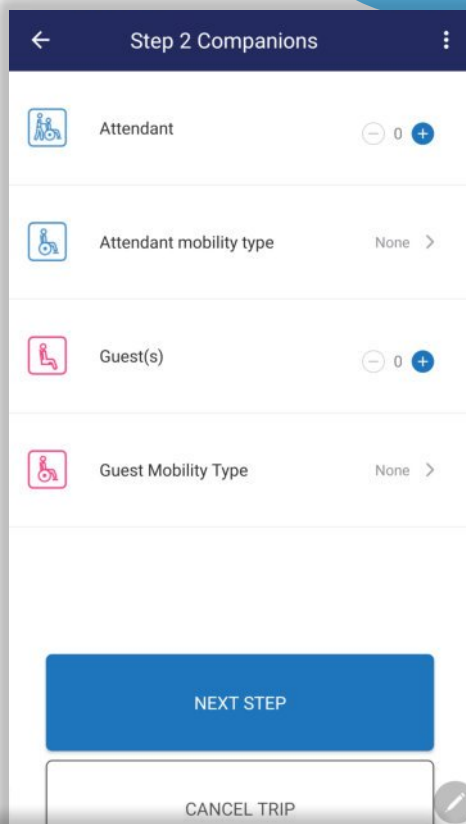 Step 2 Companions
Attendant
0
Attendant mobility type
None
Guest(s)
0
Guest Mobility Type
None
NEXT STEP
CANCEL TRIP